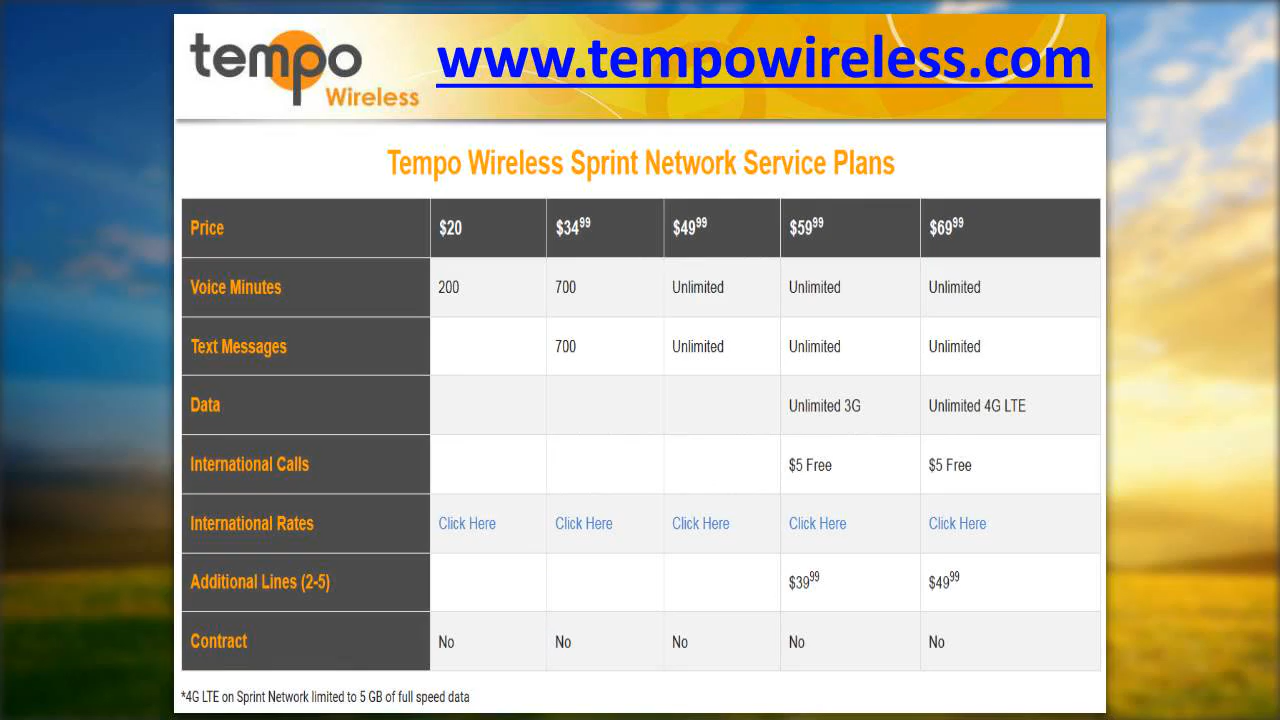 tempo
Wireless
www.tempowireless.com
Tempo Wireless Sprint Network Service Plans
Price $20 $34⁹⁹ $49⁹⁹ $59⁹⁹ $69⁹⁹
Voice Minutes 200 700 Unlimited Unlimited Unlimited
Text Messages 700 Unlimited Unlimited Unlimited
Data Unlimited 3G Unlimited 4G LTE
International Calls $5 Free $5 Free
International Rates Click Here Click Here Click Here Click Here Click Here
Additional Lines (2-5) $39⁹⁹ $49⁹⁹
Contract No No No No No
*4G LTE on Sprint Network limited to 5 GB of full speed data